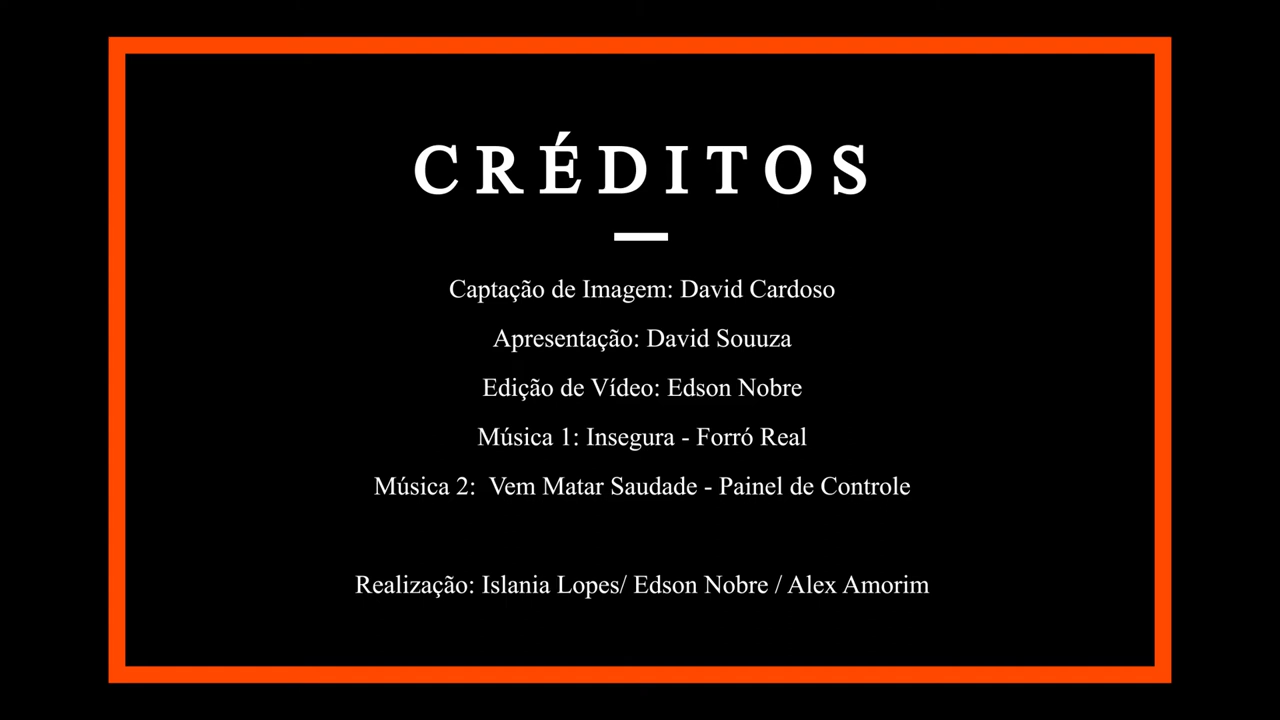 CRÉDITOS
Captação de Imagem: David Cardoso
Apresentação: David Souuza
Edição de Vídeo: Edson Nobre
Música 1: Insegura - Forró Real
Música 2:  Vem Matar Saudade - Painel de Controle
Realização: Islania Lopes/ Edson Nobre / Alex Amorim